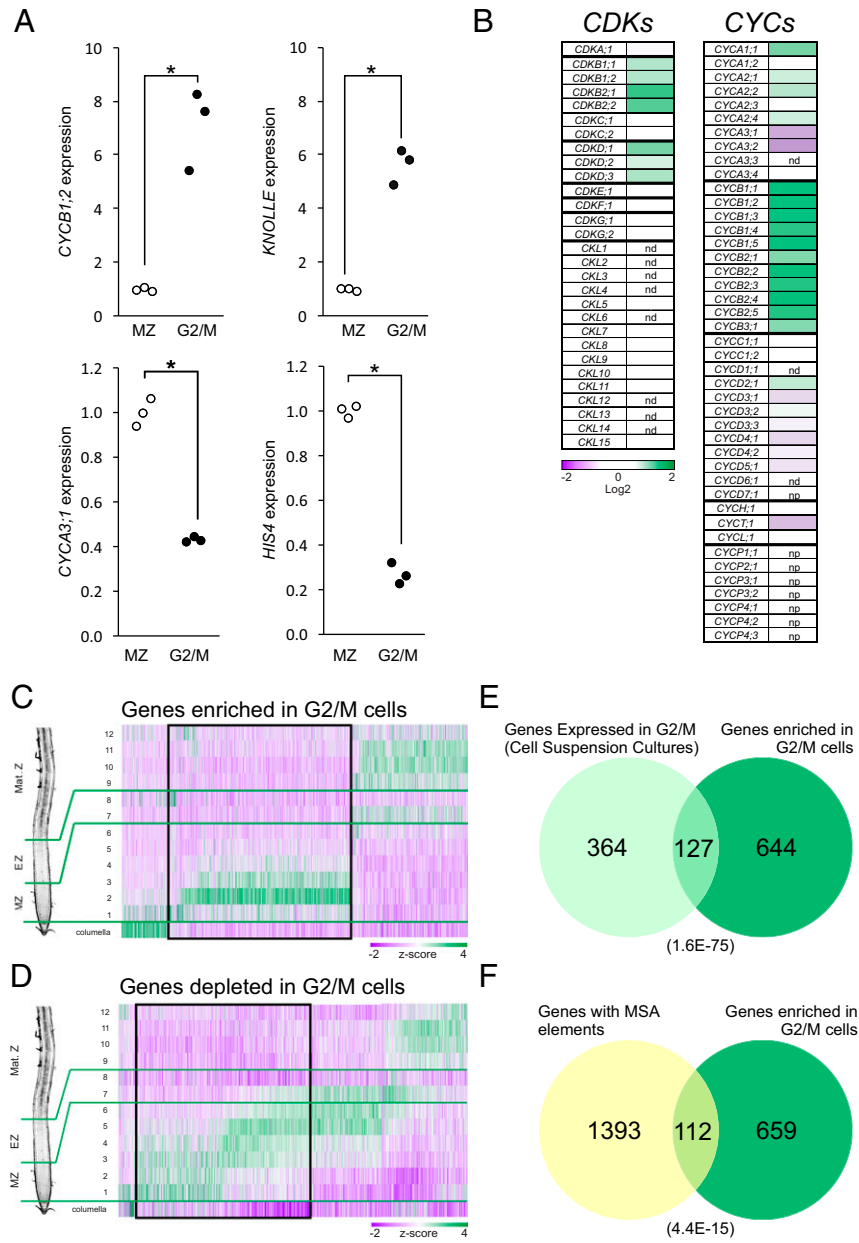 A
CYCB1;2 expression
10
8
6
4
2
0
*
MZ G2/M
KNOLLE expression
10
8
6
4
2
0
*
MZ G2/M
CYCA3;1 expression
1.2
1.0
0.8
0.6
0.4
0.2
0.0
*
MZ G2/M
HIS4 expression
1.2
1.0
0.8
0.6
0.4
0.2
0.0
*
MZ G2/M
B
CDKs
CDKA;1
CDKB1;1
CDKB1;2
CDKB2;1
CDKB2;2
CDKC;1
CDKC;2
CDKD;1
CDKD;2
CDKD;3
CDKE;1
CDKF;1
CDKG;1
CDKG;2
CKL1 nd
CKL2 nd
CKL3 nd
CKL4 nd
CKL5
CKL6 nd
CKL7
CKL8
CKL9
CKL10
CKL11
CKL12 nd
CKL13 nd
CKL14 nd
CKL15
-2 0 2
Log2
CYCs
CYCA1;1
CYCA1;2
CYCA2;1
CYCA2;2
CYCA2;3
CYCA2;4
CYCA3;1
CYCA3;2
CYCA3;3 nd
CYCA3;4
CYCB1;1
CYCB1;2
CYCB1;3
CYCB1;4
CYCB1;5
CYCB2;1
CYCB2;2
CYCB2;3
CYCB2;4
CYCB2;5
CYCB3;1
CYCC1;1
CYCC1;2
CYCD1;1 nd
CYCD2;1
CYCD3;1
CYCD3;2
CYCD3;3
CYCD4;1
CYCD4;2
CYCD5;1
CYCD6;1 nd
CYCD7;1 np
CYCH;1
CYCT;1
CYCL;1
CYCP1;1 np
CYCP2;1 np
CYCP3;1 np
CYCP3;2 np
CYCP4;1 np
CYCP4;2 np
CYCP4;3 np
C
Genes enriched in G2/M cells
Mat. Z
EZ
MZ
12
11
10
9
8
7
6
5
4
3
2
1
columella
-2 z-score 4
D
Genes depleted in G2/M cells
Mat. Z
EZ
MZ
12
11
10
9
8
7
6
5
4
3
2
1
columella
-2 z-score 4
E
Genes Expressed in G2/M
(Cell Suspension Cultures)
Genes enriched in
G2/M cells
364 127 644
(1.6E-75)
F
Genes with MSA
elements
Genes enriched in
G2/M cells
1393 112 659
(4.4E-15)